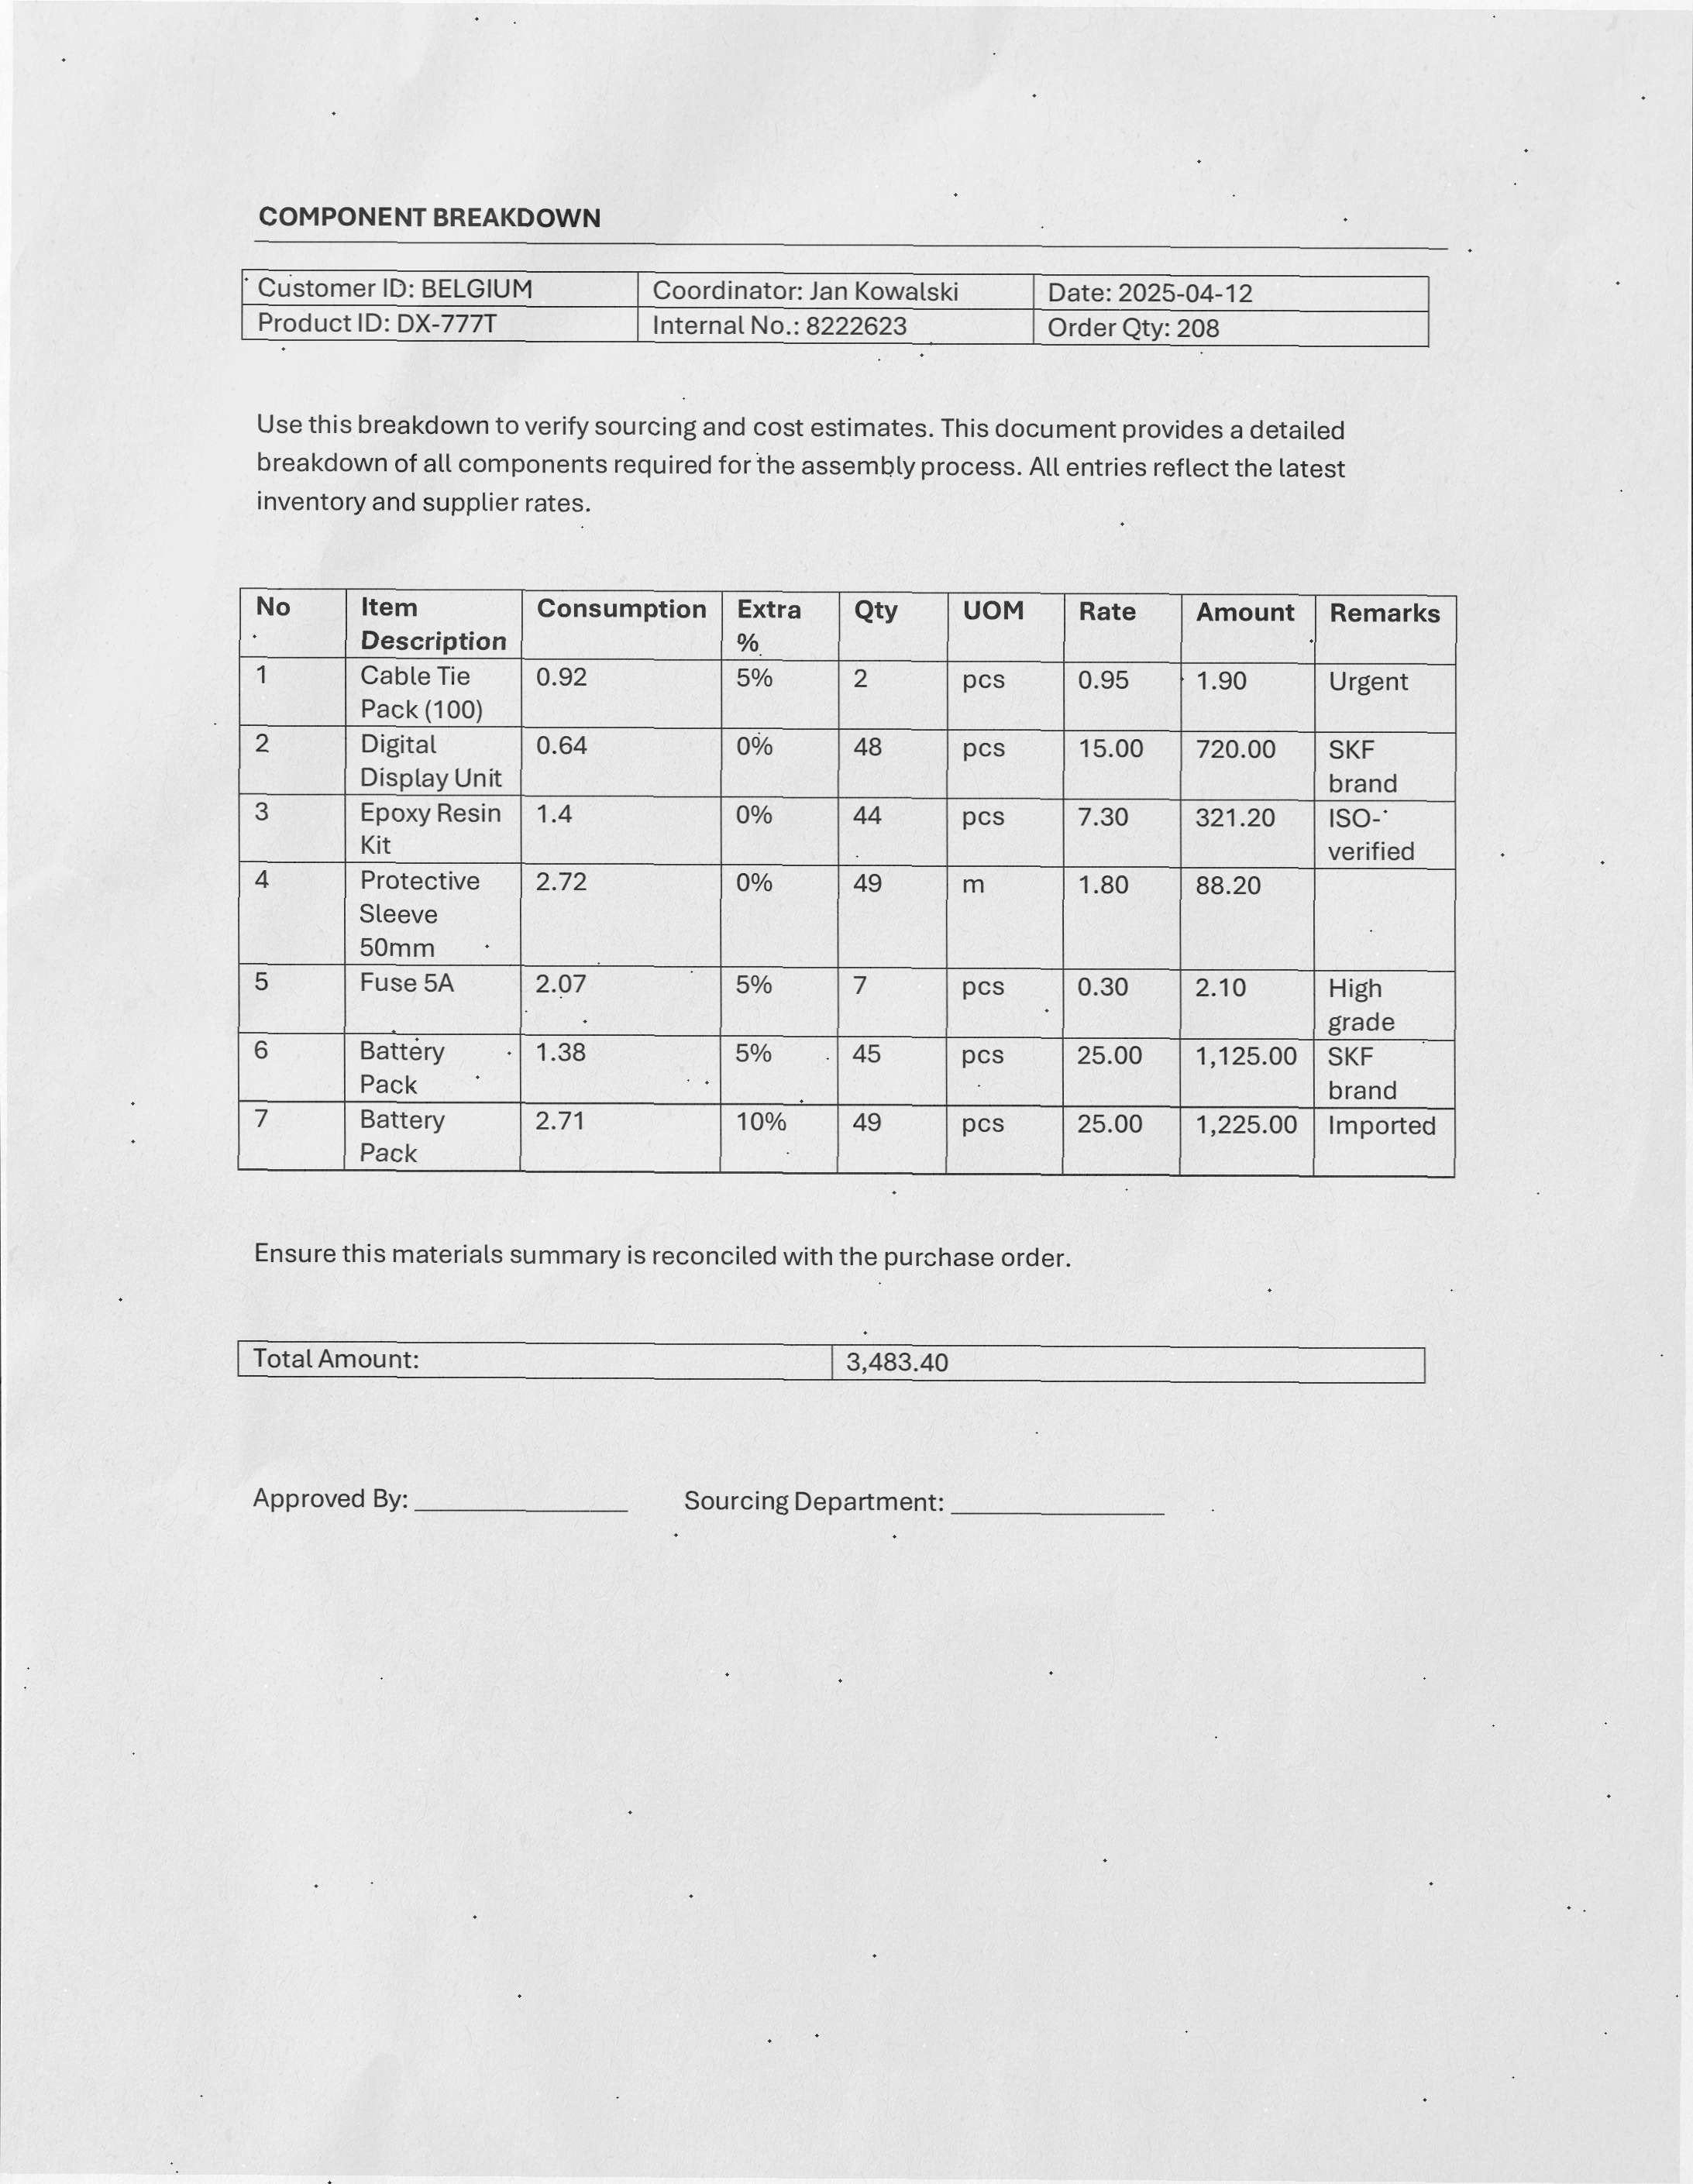 COMPONENT BREAKDOWN
Customer ID: BELGIUM Coordinator: Jan Kowalski Date: 2025-04-12
Product ID: DX-777T Internal No.: 8222623 Order Qty: 208
Use this breakdown to verify sourcing and cost estimates. This document provides a detailed
breakdown of all components required for the assembly process. All entries reflect the latest
inventory and supplier rates.
No Item Description Consumption Extra % Qty UOM Rate Amount Remarks
1 Cable Tie Pack (100) 0.92 5% 2 pcs 0.95 1.90 Urgent
2 Digital Display Unit 0.64 0% 48 pcs 15.00 720.00 SKF brand
3 Epoxy Resin Kit 1.4 0% 44 pcs 7.30 321.20 ISO-verified
4 Protective Sleeve 50mm 2.72 0% 49 m 1.80 88.20
5 Fuse 5A 2.07 5% 7 pcs 0.30 2.10 High grade
6 Battery Pack 1.38 5% 45 pcs 25.00 1,125.00 SKF brand
7 Battery Pack 2.71 10% 49 pcs 25.00 1,225.00 Imported
Ensure this materials summary is reconciled with the purchase order.
Total Amount: 3,483.40
Approved By: _______________ Sourcing Department: _______________